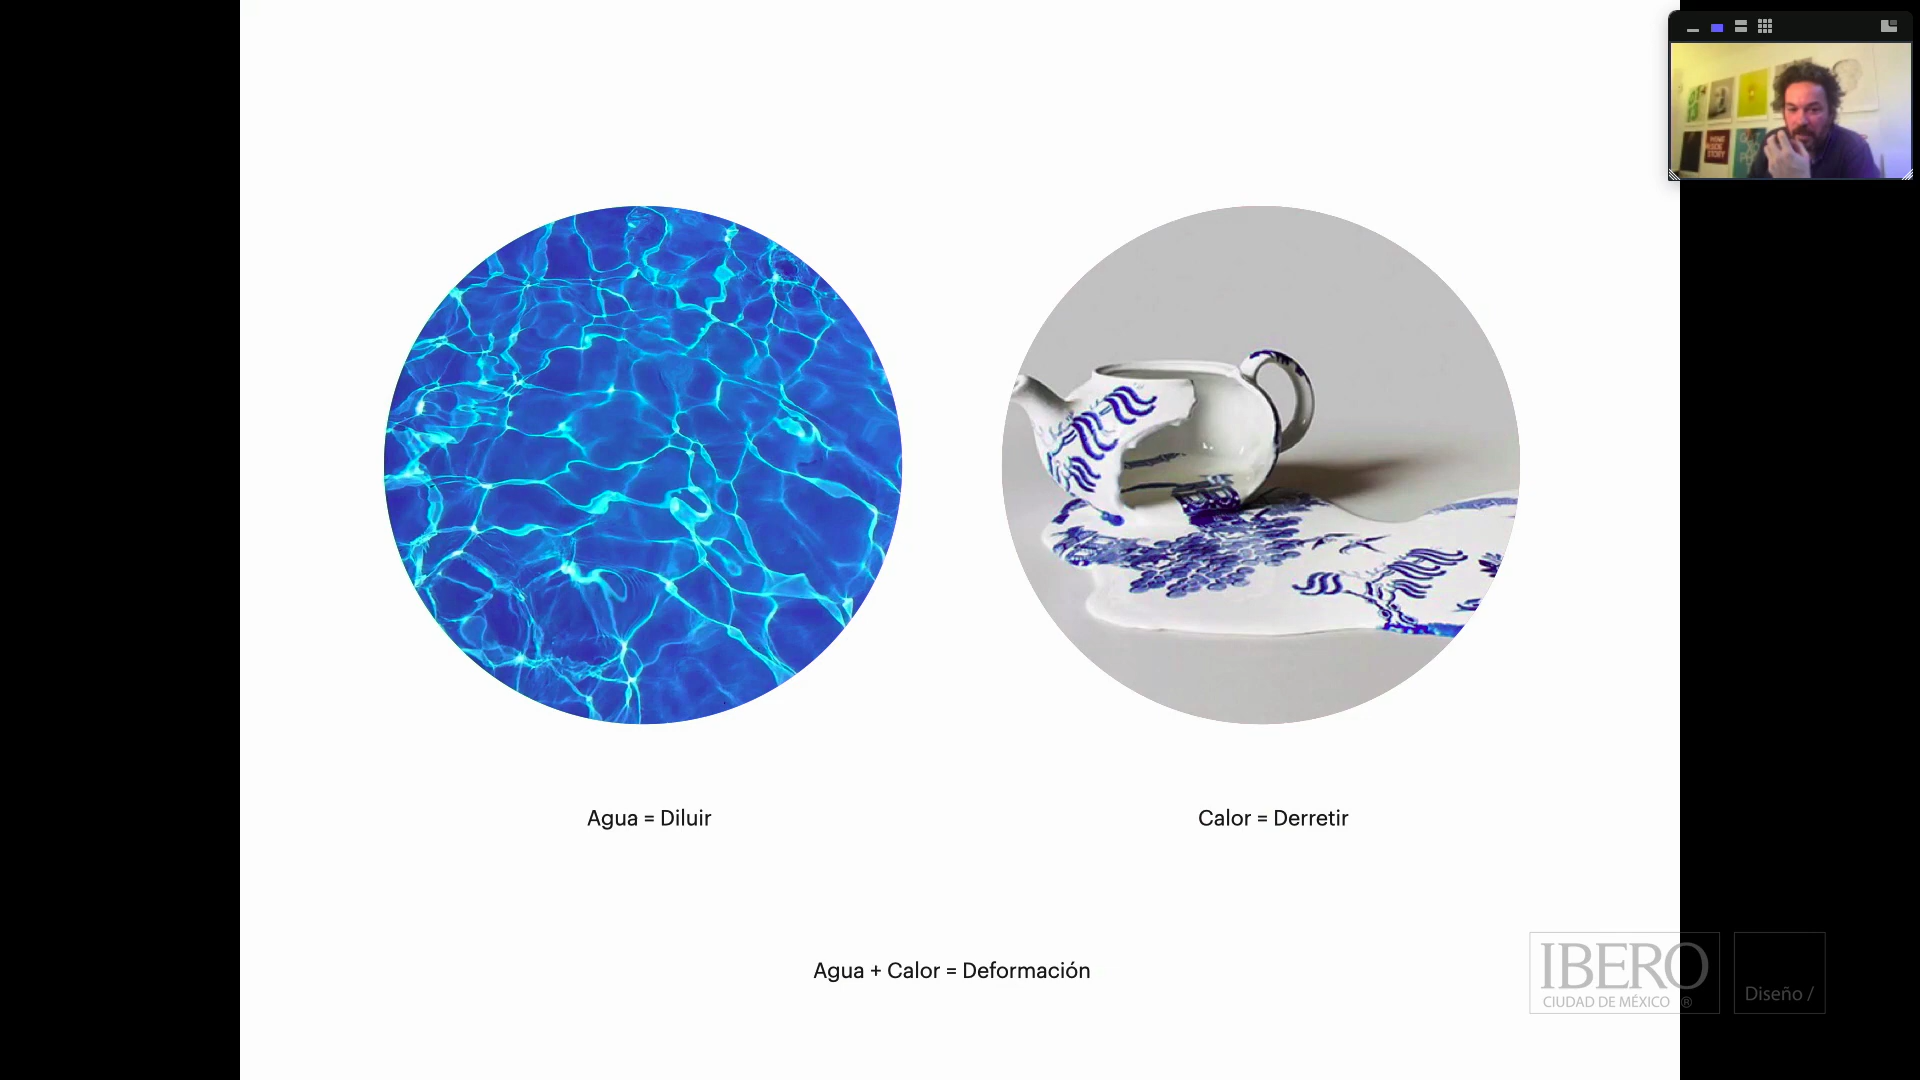 Agua = Diluir
Calor = Derretir
Agua + Calor = Deformación
IBERO
CIUDAD DE MÉXICO ®
Diseño /